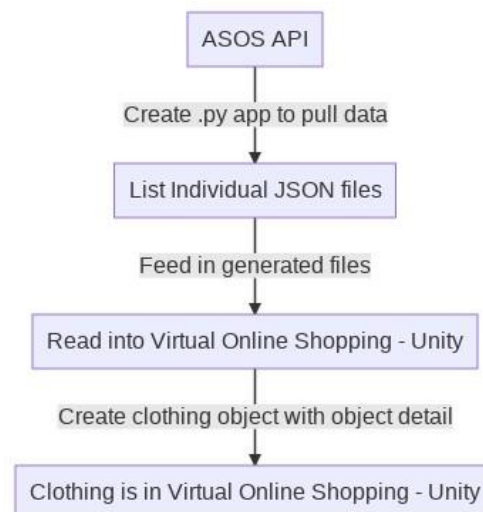 ASOS API
Create .py app to pull data
List Individual JSON files
Feed in generated files
Read into Virtual Online Shopping - Unity
Create clothing object with object detail
Clothing is in Virtual Online Shopping - Unity